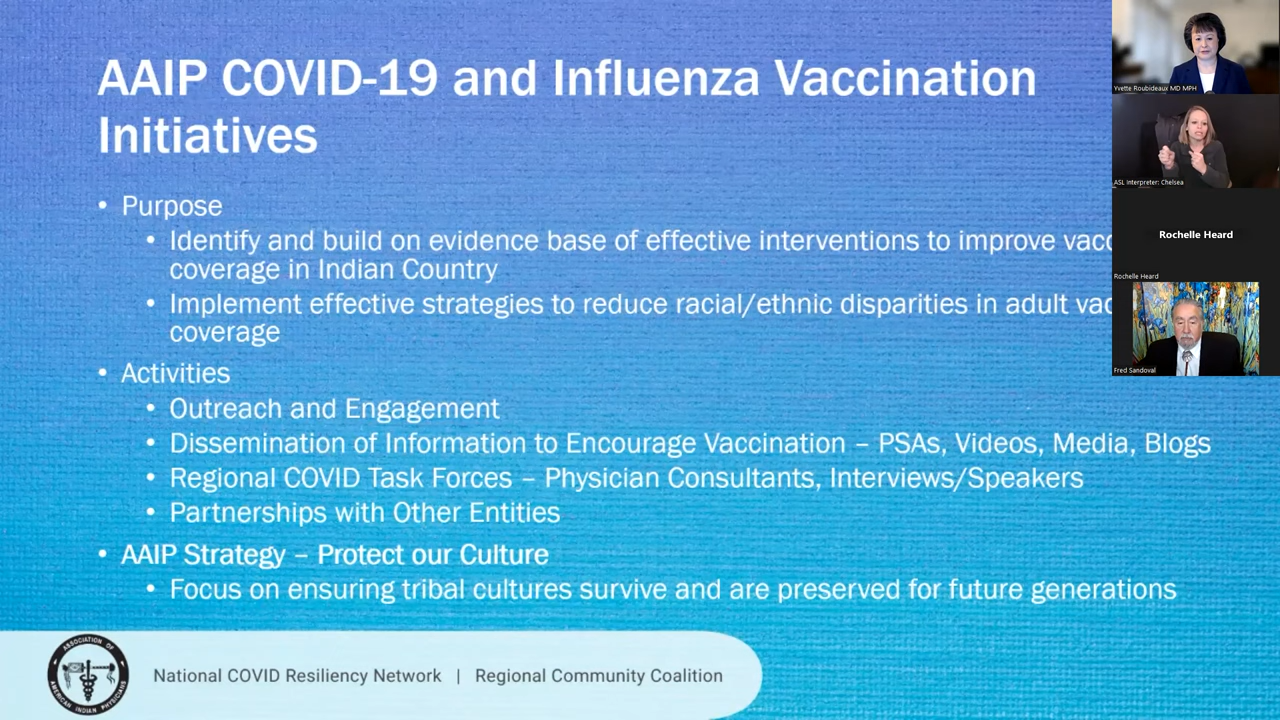 AAIP COVID-19 and Influenza Vaccination
Initiatives
• Purpose
• Identify and build on evidence base of effective interventions to improve
coverage in Indian Country
• Implement effective strategies to reduce racial/ethnic disparities in adult
coverage
• Activities
• Outreach and Engagement
• Dissemination of Information to Encourage Vaccination – PSAs, Videos, Media, Blogs
• Regional COVID Task Forces – Physician Consultants, Interviews/Speakers
• Partnerships with Other Entities
• AAIP Strategy – Protect our Culture
• Focus on ensuring tribal cultures survive and are preserved for future generations
ASSOCIATION OF
AMERICAN INDIAN PHYSICIANS
National COVID Resiliency Network | Regional Community Coalition
Yvette Roubideaux MD MPH
ASL Interpreter: Chelsea
Rochelle Heard
Rochelle Heard
Fred Sandoval